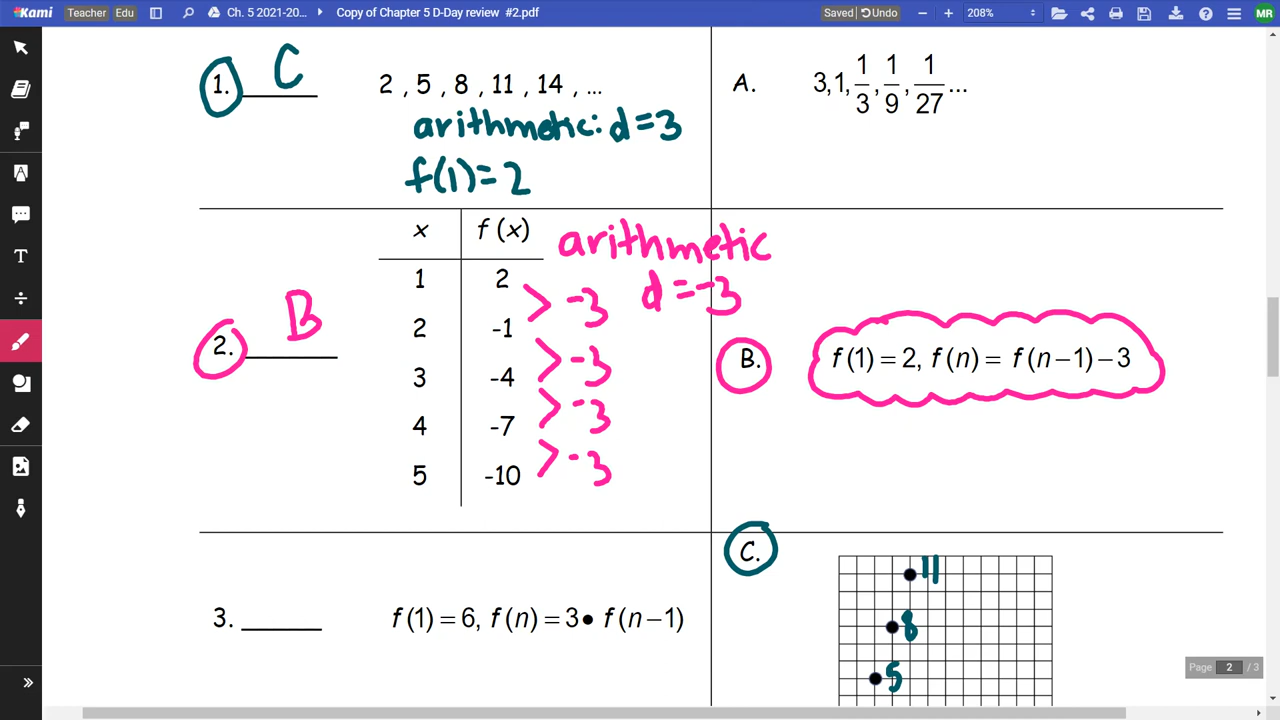 Kami Teacher Edu Ch. 5 2021-20... Copy of Chapter 5 D-Day review #2.pdf Saved Undo 208% MR
1. C 2 , 5 , 8 , 11 , 14 , ...
arithmetic: d=3
f(1)=2
A. 3,1,1/3,1/9,1/27...
2. B
x f(x)
1 2
2 -1
3 -4
4 -7
5 -10
>-3
>-3
>-3
>-3
arithmetic
d=-3
B. f(1)=2, f(n)= f(n−1)−3
3. f(1)=6, f(n)=3• f(n−1)
C.
11
8
5
Page 2 / 3